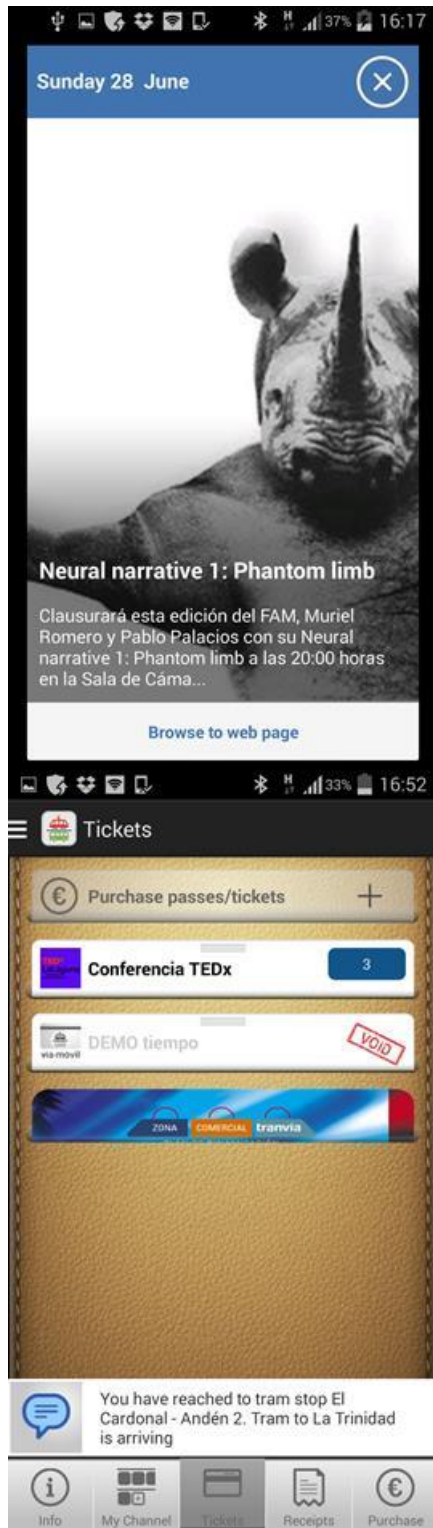 37% 16:17
Sunday 28 June
Neural narrative 1: Phantom limb
Clausurará esta edición del FAM, Muriel
Romero y Pablo Palacios con su Neural
narrative 1: Phantom limb a las 20:00 horas
en la Sala de Cáma...
Browse to web page
H 33% 16:52
Tickets
Purchase passes/tickets
TEDx
Conferencia TEDx
3
via-movil
DEMO tiempo
VOID
ZONA COMERCIAL tranvia
You have reached to tram stop El
Cardonal - Andén 2. Tram to La Trinidad
is arriving
Info My Channel Tickets Receipts Purchase